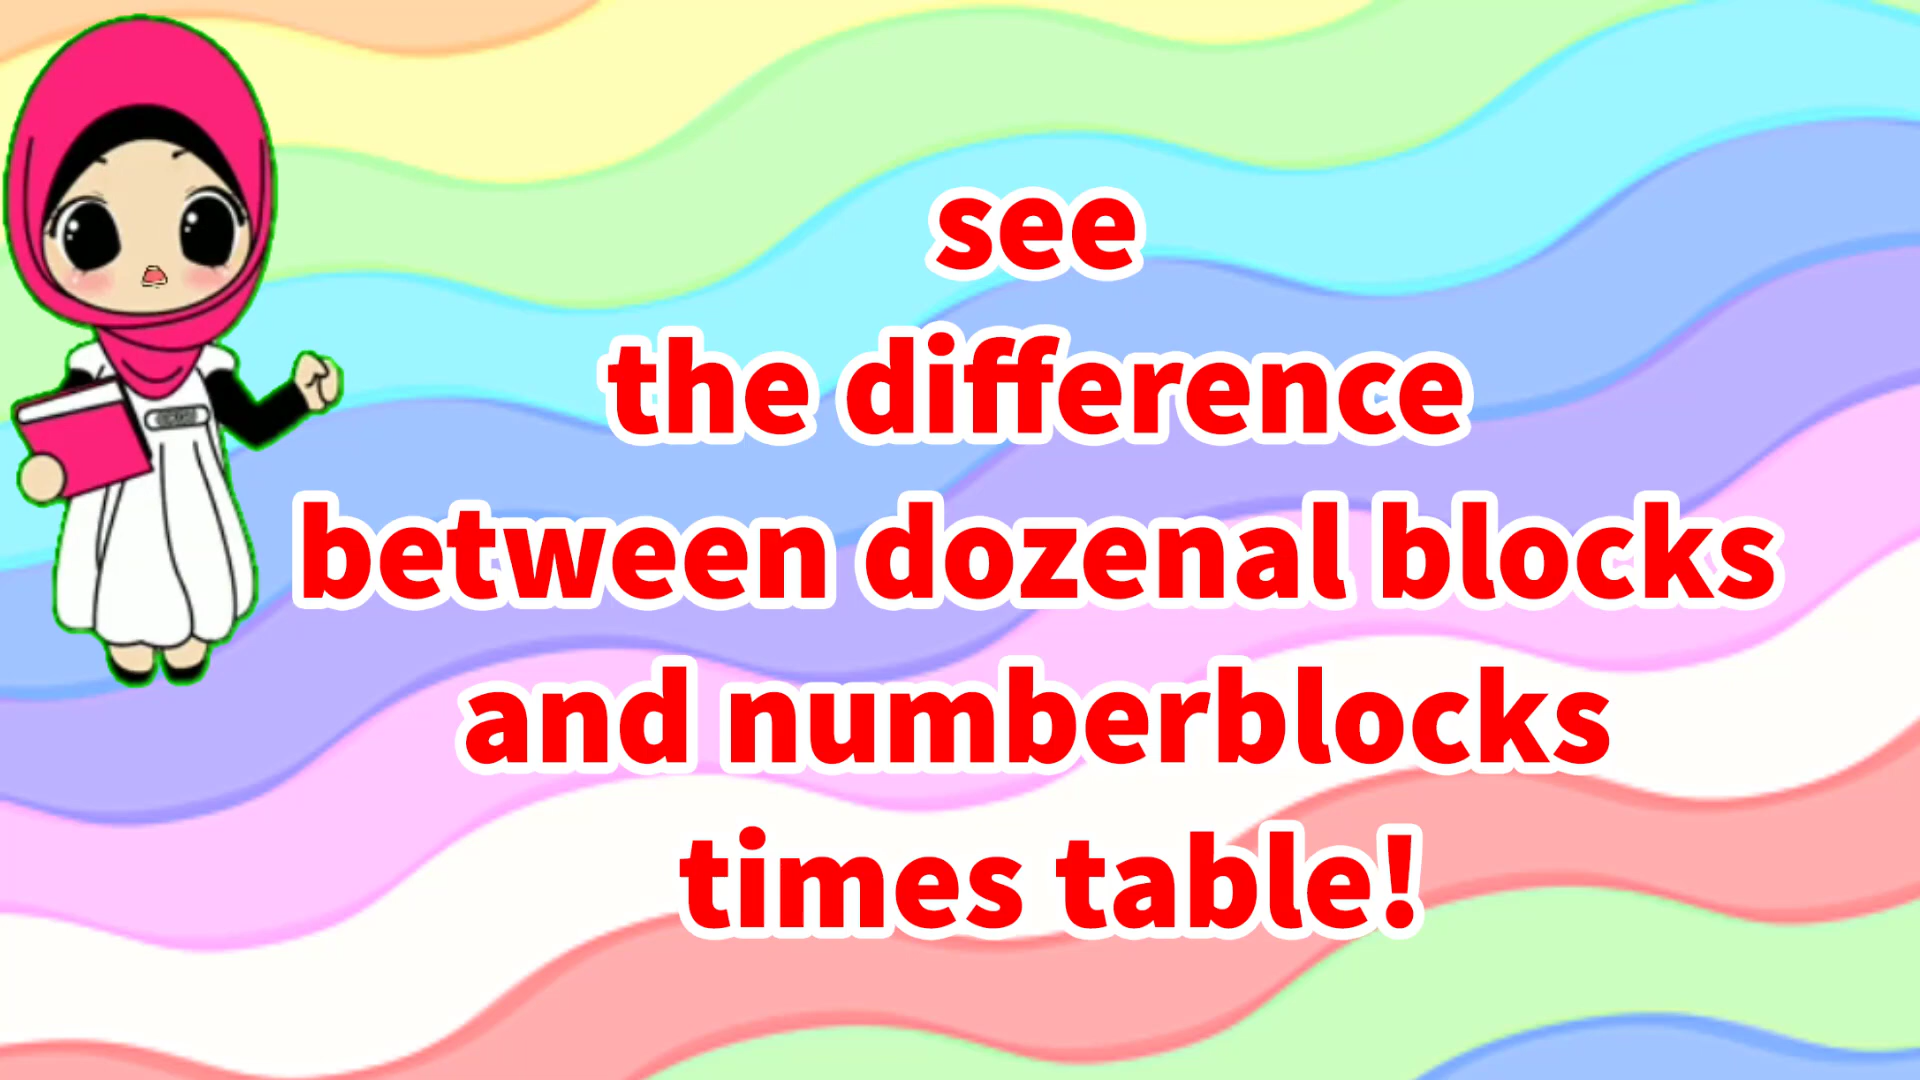 see
the difference
between dozenal blocks
and numberblocks
times table!